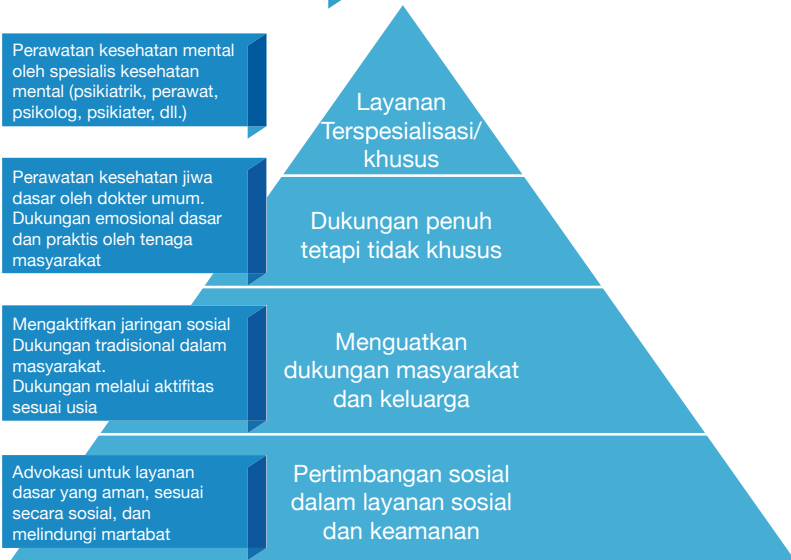 Perawatan kesehatan mental
oleh spesialis kesehatan
mental (psikiatrik, perawat,
psikolog, psikiater, dll.)
Layanan
Terspesialisasi/
khusus
Perawatan kesehatan jiwa
dasar oleh dokter umum.
Dukungan emosional dasar
dan praktis oleh tenaga
masyarakat
Dukungan penuh
tetapi tidak khusus
Mengaktifkan jaringan sosial
Dukungan tradisional dalam
masyarakat.
Dukungan melalui aktifitas
sesuai usia
Menguatkan
dukungan masyarakat
dan keluarga
Advokasi untuk layanan
dasar yang aman, sesuai
secara sosial, dan
melindungi martabat
Pertimbangan sosial
dalam layanan sosial
dan keamanan